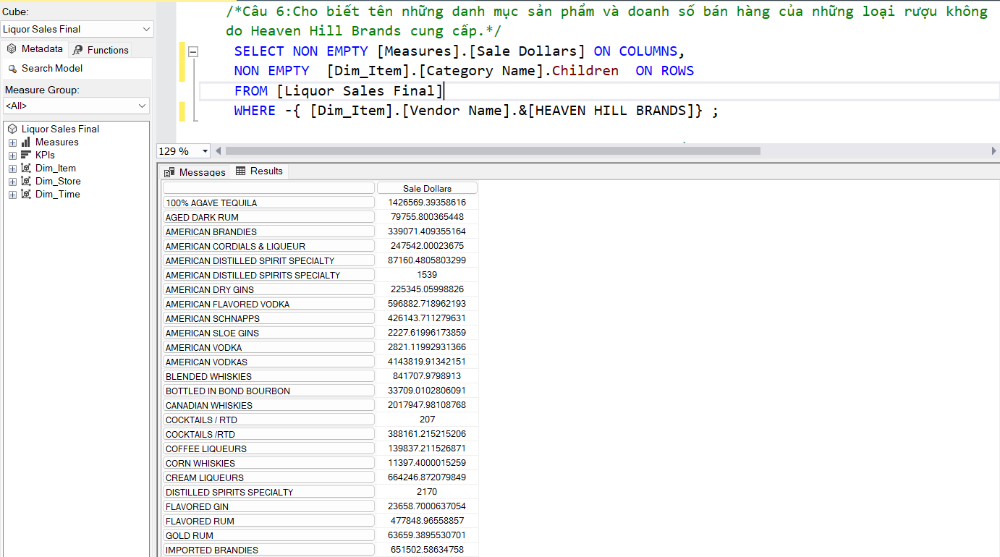 Cube:
Liquor Sales Final
Metadata
Functions
Search Model
Measure Group:
<All>
Liquor Sales Final
Measures
KPIs
Dim_Item
Dim_Store
Dim_Time
/*Câu 6:Cho biết tên những danh mục sản phẩm và doanh số bán hàng của những loại rượu không
do Heaven Hill Brands cung cấp.*/
SELECT NON EMPTY [Measures].[Sale Dollars] ON COLUMNS,
NON EMPTY  [Dim_Item].[Category Name].Children  ON ROWS
FROM [Liquor Sales Final]
WHERE -{ [Dim_Item].[Vendor Name].&[HEAVEN HILL BRANDS]} ;
129 %
Messages
Results
Sale Dollars
100% AGAVE TEQUILA 1426569.39358616
AGED DARK RUM 79755.800365448
AMERICAN BRANDIES 339071.409355164
AMERICAN CORDIALS & LIQUEUR 247542.00023675
AMERICAN DISTILLED SPIRIT SPECIALTY 87160.4805803299
AMERICAN DISTILLED SPIRITS SPECIALTY 1539
AMERICAN DRY GINS 225345.05998826
AMERICAN FLAVORED VODKA 596882.718962193
AMERICAN SCHNAPPS 426143.711279631
AMERICAN SLOE GINS 2227.61996173859
AMERICAN VODKA 2821.11992931366
AMERICAN VODKAS 4143819.91342151
BLENDED WHISKIES 841707.9798913
BOTTLED IN BOND BOURBON 33709.0102806091
CANADIAN WHISKIES 2017947.98108768
COCKTAILS / RTD 207
COCKTAILS /RTD 388161.215215206
COFFEE LIQUEURS 139837.211526871
CORN WHISKIES 11397.4000015259
CREAM LIQUEURS 664246.872079849
DISTILLED SPIRITS SPECIALTY 2170
FLAVORED GIN 23658.7000637054
FLAVORED RUM 477848.96558857
GOLD RUM 63659.3895530701
IMPORTED BRANDIES 651502.58634758